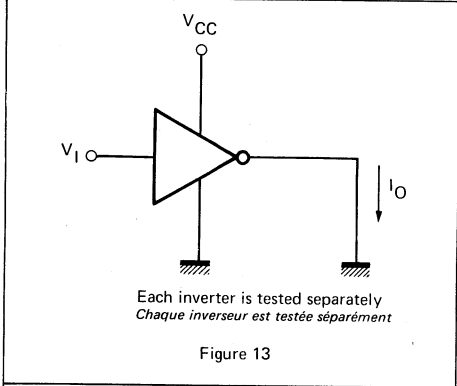 VCC
VI
IO
Each inverter is tested separately
Chaque inverseur est testée séparément
Figure 13